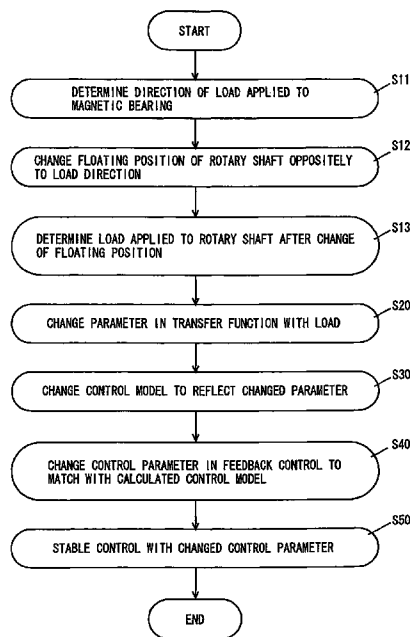 START
S11
DETERMINE DIRECTION OF LOAD APPLIED TO
MAGNETIC BEARING
S12
CHANGE FLOATING POSITION OF ROTARY SHAFT OPPOSITELY
TO LOAD DIRECTION
S13
DETERMINE LOAD APPLIED TO ROTARY SHAFT AFTER CHANGE
OF FLOATING POSITION
S20
CHANGE PARAMETER IN TRANSFER FUNCTION WITH LOAD
S30
CHANGE CONTROL MODEL TO REFLECT CHANGED PARAMETER
S40
CHANGE CONTROL PARAMETER IN FEEDBACK CONTROL TO
MATCH WITH CALCULATED CONTROL MODEL
S50
STABLE CONTROL WITH CHANGED CONTROL PARAMETER
END